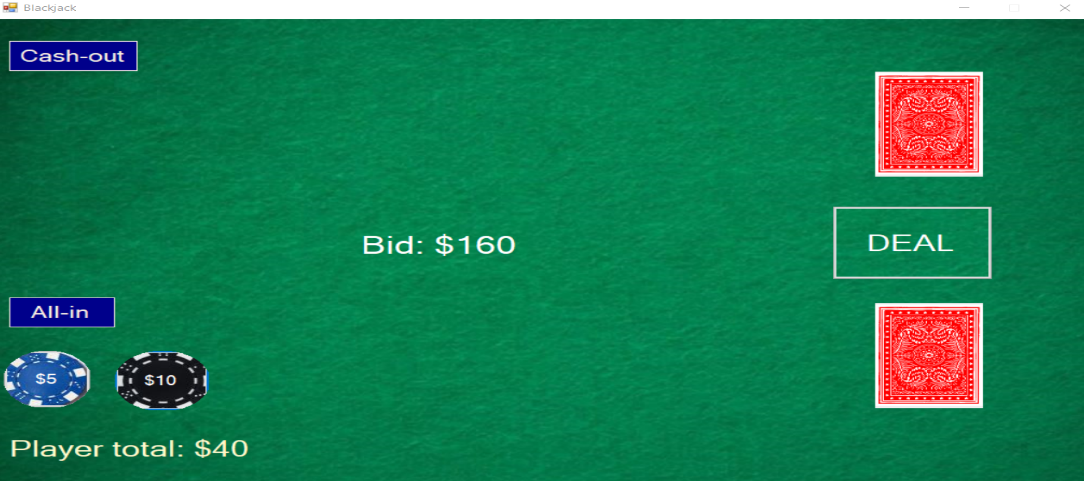 Blackjack
Cash-out
Bid: $160
DEAL
All-in
$5
$10
Player total: $40